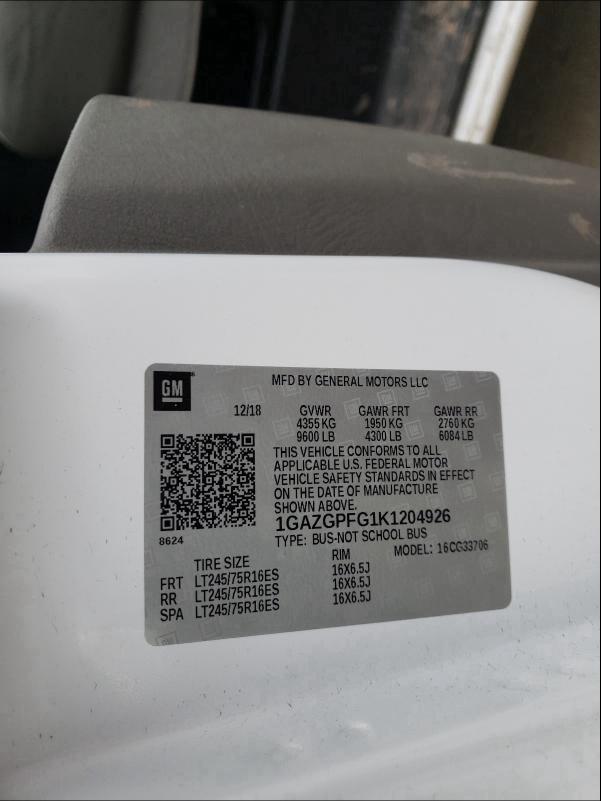 GM
MFD BY GENERAL MOTORS LLC
12/18 GVWR GAWR FRT GAWR RR
4355 KG 1950 KG 2760 KG
9600 LB 4300 LB 6084 LB
THIS VEHICLE CONFORMS TO ALL
APPLICABLE U.S. FEDERAL MOTOR
VEHICLE SAFETY STANDARDS IN EFFECT
ON THE DATE OF MANUFACTURE
SHOWN ABOVE.
1GAZGPFG1K1204926
8624
TYPE: BUS-NOT SCHOOL BUS
MODEL: 16CG33706
TIRE SIZE RIM
FRT LT245/75R16ES 16X6.5J
RR LT245/75R16ES 16X6.5J
SPA LT245/75R16ES 16X6.5J